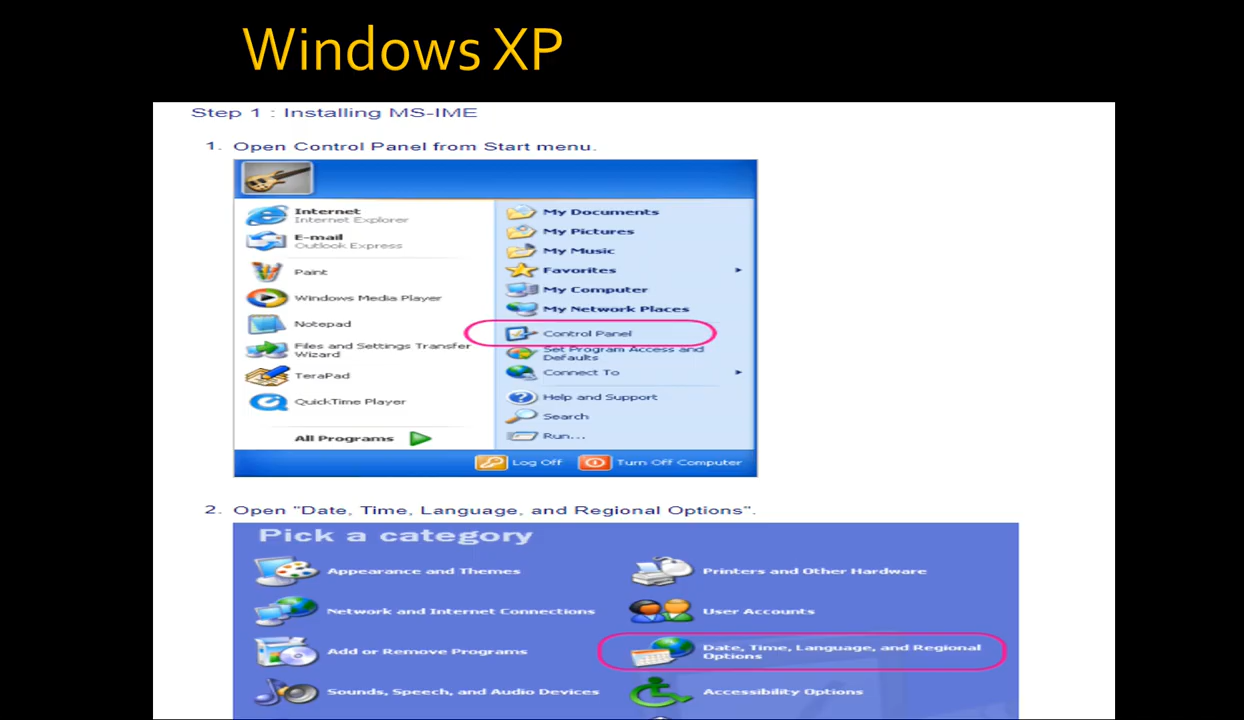 Windows XP
Step 1 : Installing MS-IME
1. Open Control Panel from Start menu.
Internet
Internet Explorer
E-mail
Outlook Express
Paint
Windows Media Player
Notepad
Files and Settings Transfer
Wizard
TeraPad
QuickTime Player
All Programs
My Documents
My Pictures
My Music
Favorites
My Computer
My Network Places
Control Panel
Set Program Access and
Defaults
Connect To
Help and Support
Search
Run...
Log Off
Turn Off Computer
2. Open "Date, Time, Language, and Regional Options".
Pick a category
Appearance and Themes
Printers and Other Hardware
Network and Internet Connections
User Accounts
Add or Remove Programs
Date, Time, Language, and Regional
Options
Sounds, Speech, and Audio Devices
Accessibility Options